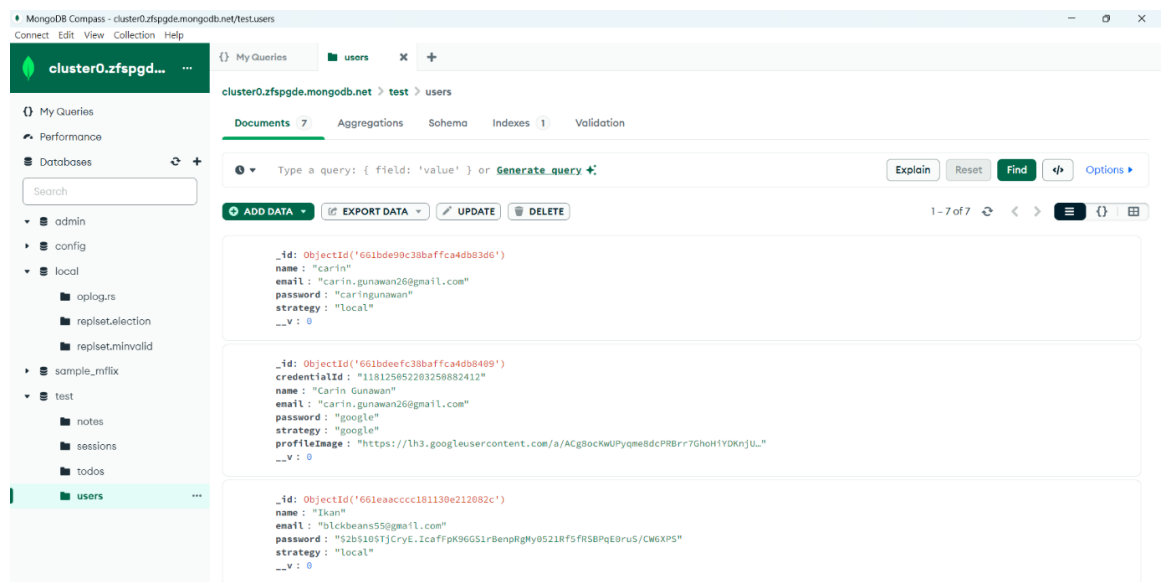 MongoDB Compass - cluster0.zfspgde.mongodb.net/test.users
Connect Edit View Collection Help
cluster0.zfspgd... ...
{} My Queries
Performance
Databases
Search
admin
config
local
oplog.rs
replset.election
replset.minvalid
sample_mflix
test
notes
sessions
todos
users
{} My Queries
users
cluster0.zfspgde.mongodb.net > test > users
Documents 7 Aggregations Schema Indexes 1 Validation
Type a query: { field: 'value' } or Generate query
Explain Reset Find </> Options
ADD DATA EXPORT DATA UPDATE DELETE
1 - 7 of 7 {}
_id: ObjectId('661bde90c38baffca4db83d6')
name : "carin"
email : "carin.gunawan26@gmail.com"
password : "caringunawan"
strategy : "local"
__v : 0
_id: ObjectId('661bdeefc38baffca4db8409')
credentialId : "118125052203250882412"
name : "Carin Gunawan"
email : "carin.gunawan26@gmail.com"
password : "google"
strategy : "google"
profileImage : "https://lh3.googleusercontent.com/a/ACg8ocKwUPyqme8dcPRBrr7GhoHiYDKnjU…"
__v : 0
_id: ObjectId('661eaacccc181130e212082c')
name : "Ikan"
email : "blckbeans55@gmail.com"
password : "$2b$10$TjCryE.IcafFpK96GS1rBenpRgMy0521Rf5fRSBPqE0ruS/CW6XPS"
strategy : "local"
__v : 0